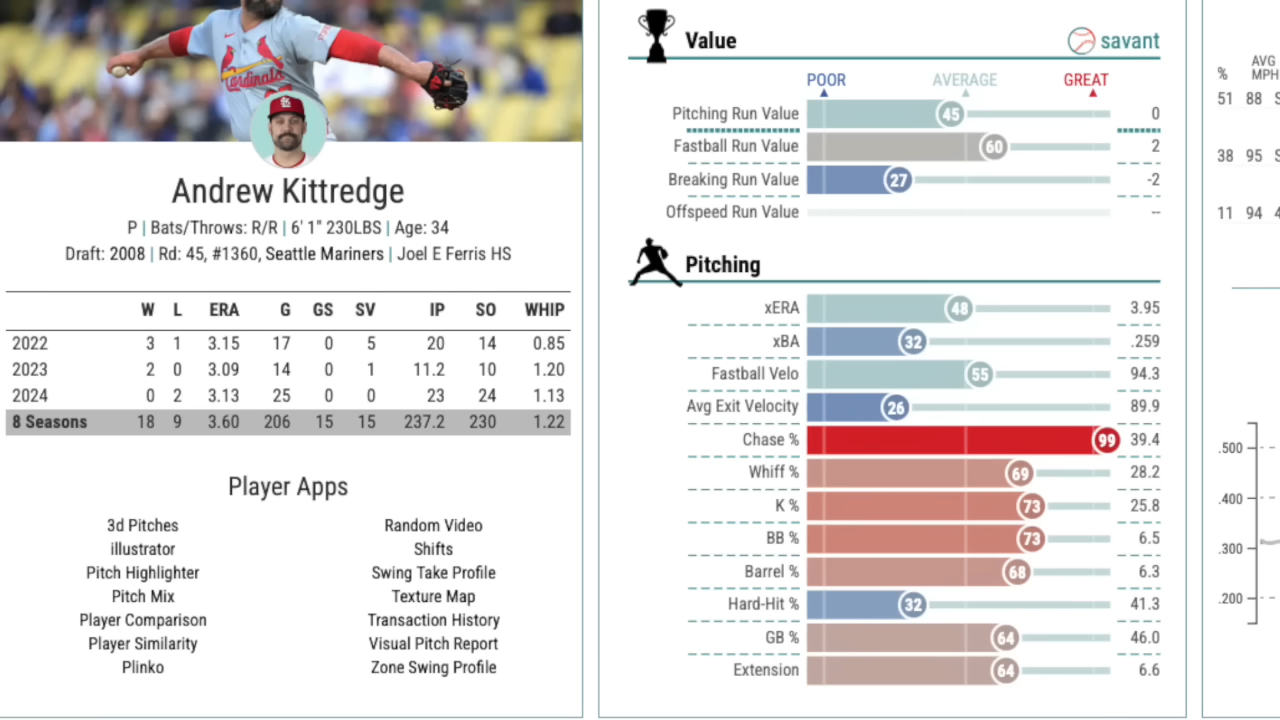 Cardinals
Andrew Kittredge
P | Bats/Throws: R/R | 6' 1" 230LBS | Age: 34
Draft: 2008 | Rd: 45, #1360, Seattle Mariners | Joel E Ferris HS
W L ERA G GS SV IP SO WHIP
2022 3 1 3.15 17 0 5 20 14 0.85
2023 2 0 3.09 14 0 1 11.2 10 1.20
2024 0 2 3.13 25 0 0 23 24 1.13
8 Seasons 18 9 3.60 206 15 15 237.2 230 1.22
Player Apps
3d Pitches Random Video
illustrator Shifts
Pitch Highlighter Swing Take Profile
Pitch Mix Texture Map
Player Comparison Transaction History
Player Similarity Visual Pitch Report
Plinko Zone Swing Profile
Value savant
POOR AVERAGE GREAT
Pitching Run Value 45 0
Fastball Run Value 60 2
Breaking Run Value 27 -2
Offspeed Run Value --
Pitching
xERA 48 3.95
xBA 32 .259
Fastball Velo 55 94.3
Avg Exit Velocity 26 89.9
Chase % 99 39.4
Whiff % 69 28.2
K % 73 25.8
BB % 73 6.5
Barrel % 68 6.3
Hard-Hit % 32 41.3
GB % 64 46.0
Extension 64 6.6
AVG
% MPH
51 88 S
38 95 S
11 94 4
.500
.400
.300
.200